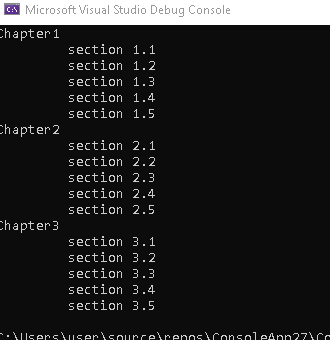 Microsoft Visual Studio Debug Console
Chapter1
section 1.1
section 1.2
section 1.3
section 1.4
section 1.5
Chapter2
section 2.1
section 2.2
section 2.3
section 2.4
section 2.5
Chapter3
section 3.1
section 3.2
section 3.3
section 3.4
section 3.5
C:\Users\user\source\repos\ConsoleApp27\Co